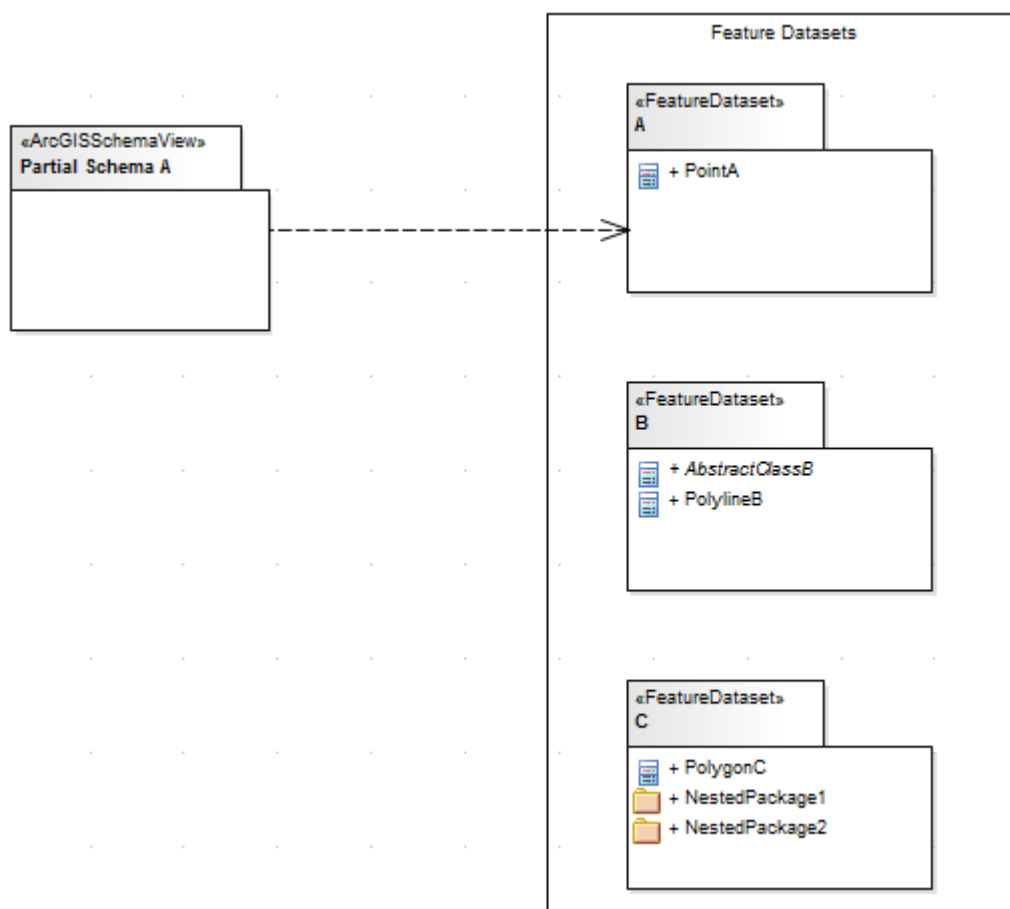 Feature Datasets
«FeatureDataset»
A
+ PointA
«ArcGISSchemaView»
Partial Schema A
«FeatureDataset»
B
+ AbstractClassB
+ PolylineB
«FeatureDataset»
C
+ PolygonC
+ NestedPackage1
+ NestedPackage2